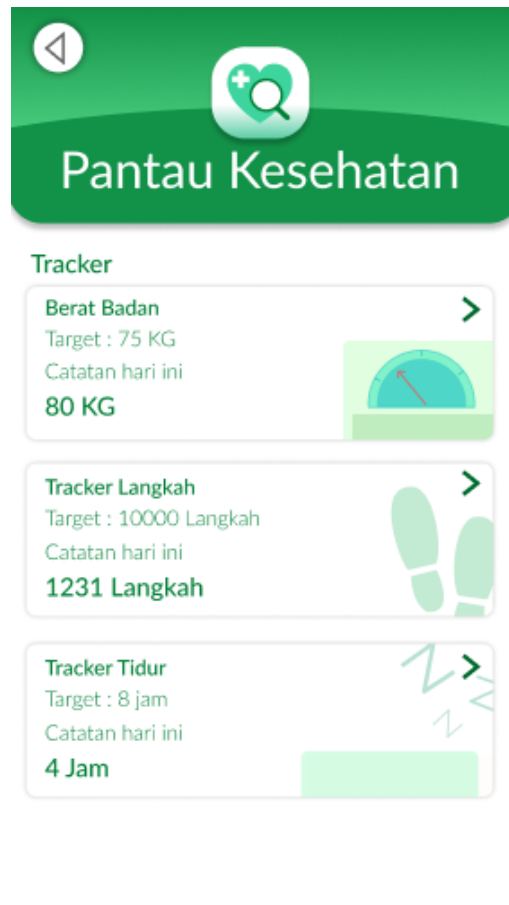 Pantau Kesehatan
Tracker
Berat Badan
Target : 75 KG
Catatan hari ini
80 KG
Tracker Langkah
Target : 10000 Langkah
Catatan hari ini
1231 Langkah
Tracker Tidur
Target : 8 jam
Catatan hari ini
4 Jam